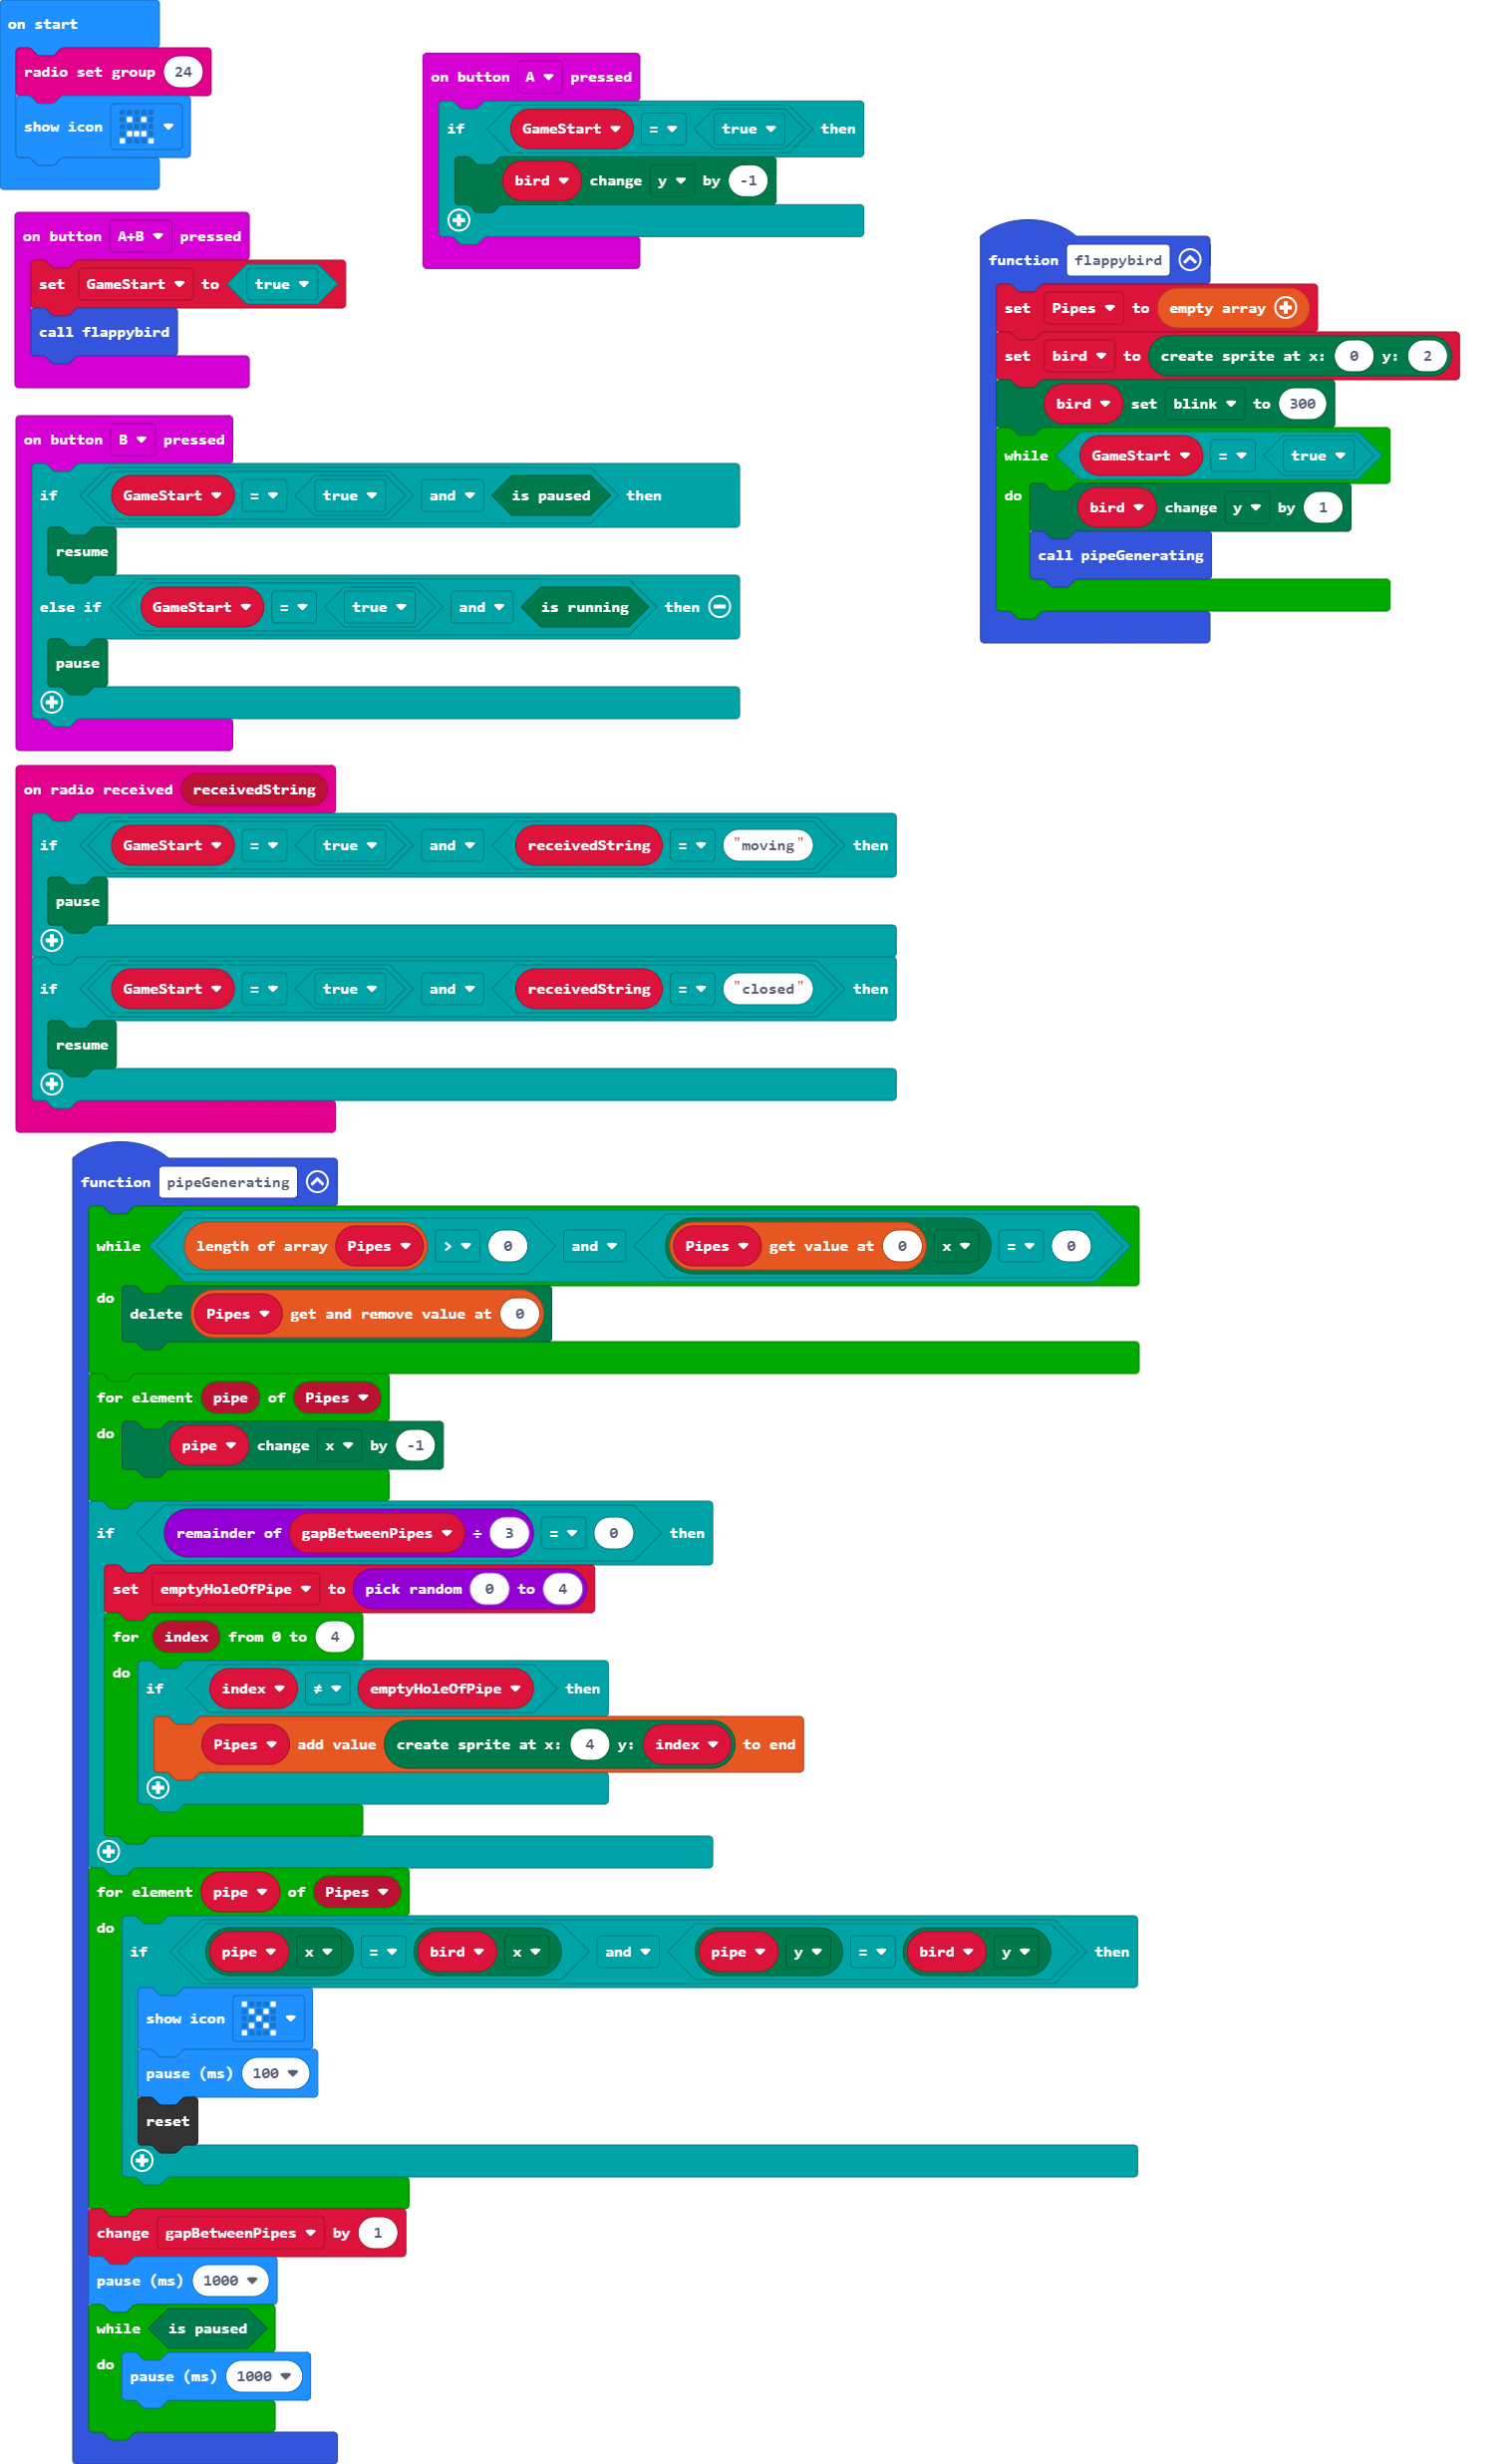 on start
radio set group 24
show icon
on button A+B pressed
set GameStart to true
call flappybird
on button A pressed
if GameStart = true then
bird change y by -1
function flappybird
set Pipes to empty array
set bird to create sprite at x: 0 y: 2
bird set blink to 300
while GameStart = true
do
bird change y by 1
call pipeGenerating
on button B pressed
if GameStart = true and is paused then
resume
else if GameStart = true and is running then
pause
on radio received receivedString
if GameStart = true and receivedString = "moving" then
pause
if GameStart = true and receivedString = "closed" then
resume
function pipeGenerating
while length of array Pipes > 0 and Pipes get value at 0 x = 0
do
delete Pipes get and remove value at 0
for element pipe of Pipes
do
pipe change x by -1
if remainder of gapBetweenPipes ÷ 3 = 0 then
set emptyHoleOfPipe to pick random 0 to 4
for index from 0 to 4
do
if index ≠ emptyHoleOfPipe then
Pipes add value create sprite at x: 4 y: index to end
for element pipe of Pipes
do
if pipe x = bird x and pipe y = bird y then
show icon
pause (ms) 100
reset
change gapBetweenPipes by 1
pause (ms) 1000
while is paused
do
pause (ms) 1000